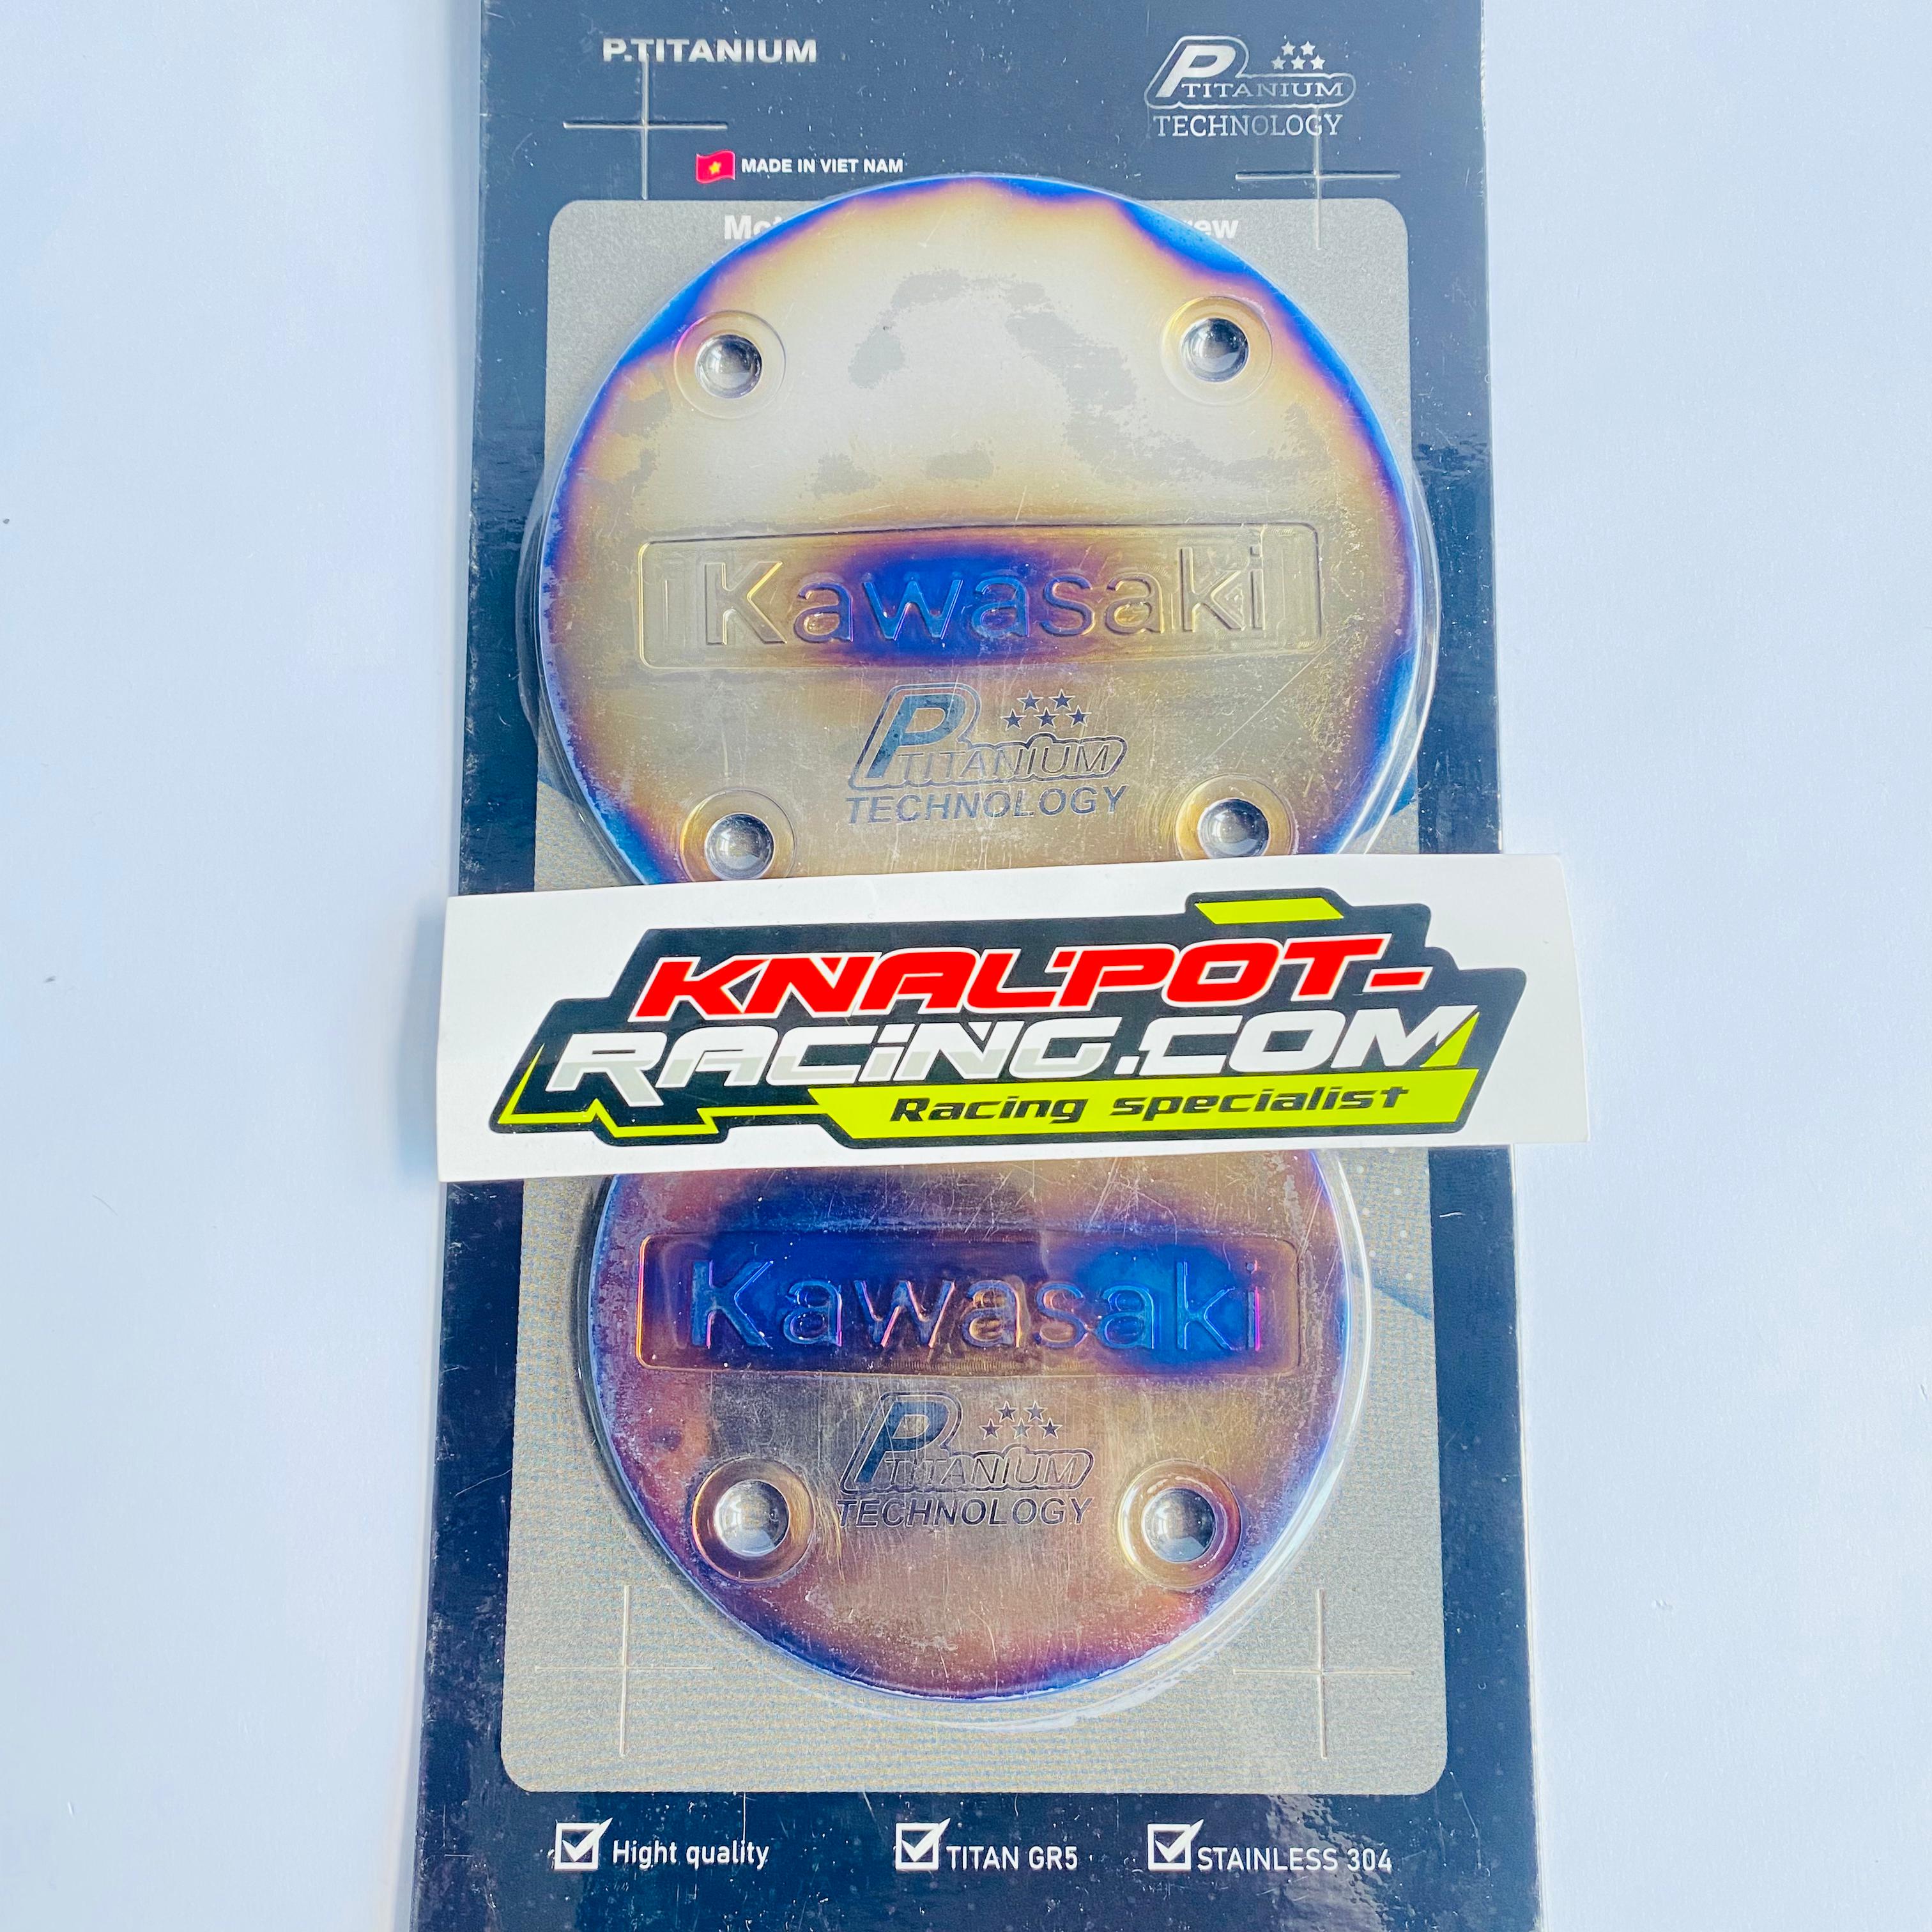 P.TITANIUM
P TITANIUM
TECHNOLOGY
MADE IN VIET NAM
Kawasaki
P TITANIUM
TECHNOLOGY
KNALPOT-
RACING.COM
Racing specialist
Kawasaki
P TITANIUM
TECHNOLOGY
Hight quality
TITAN GR5
STAINLESS 304